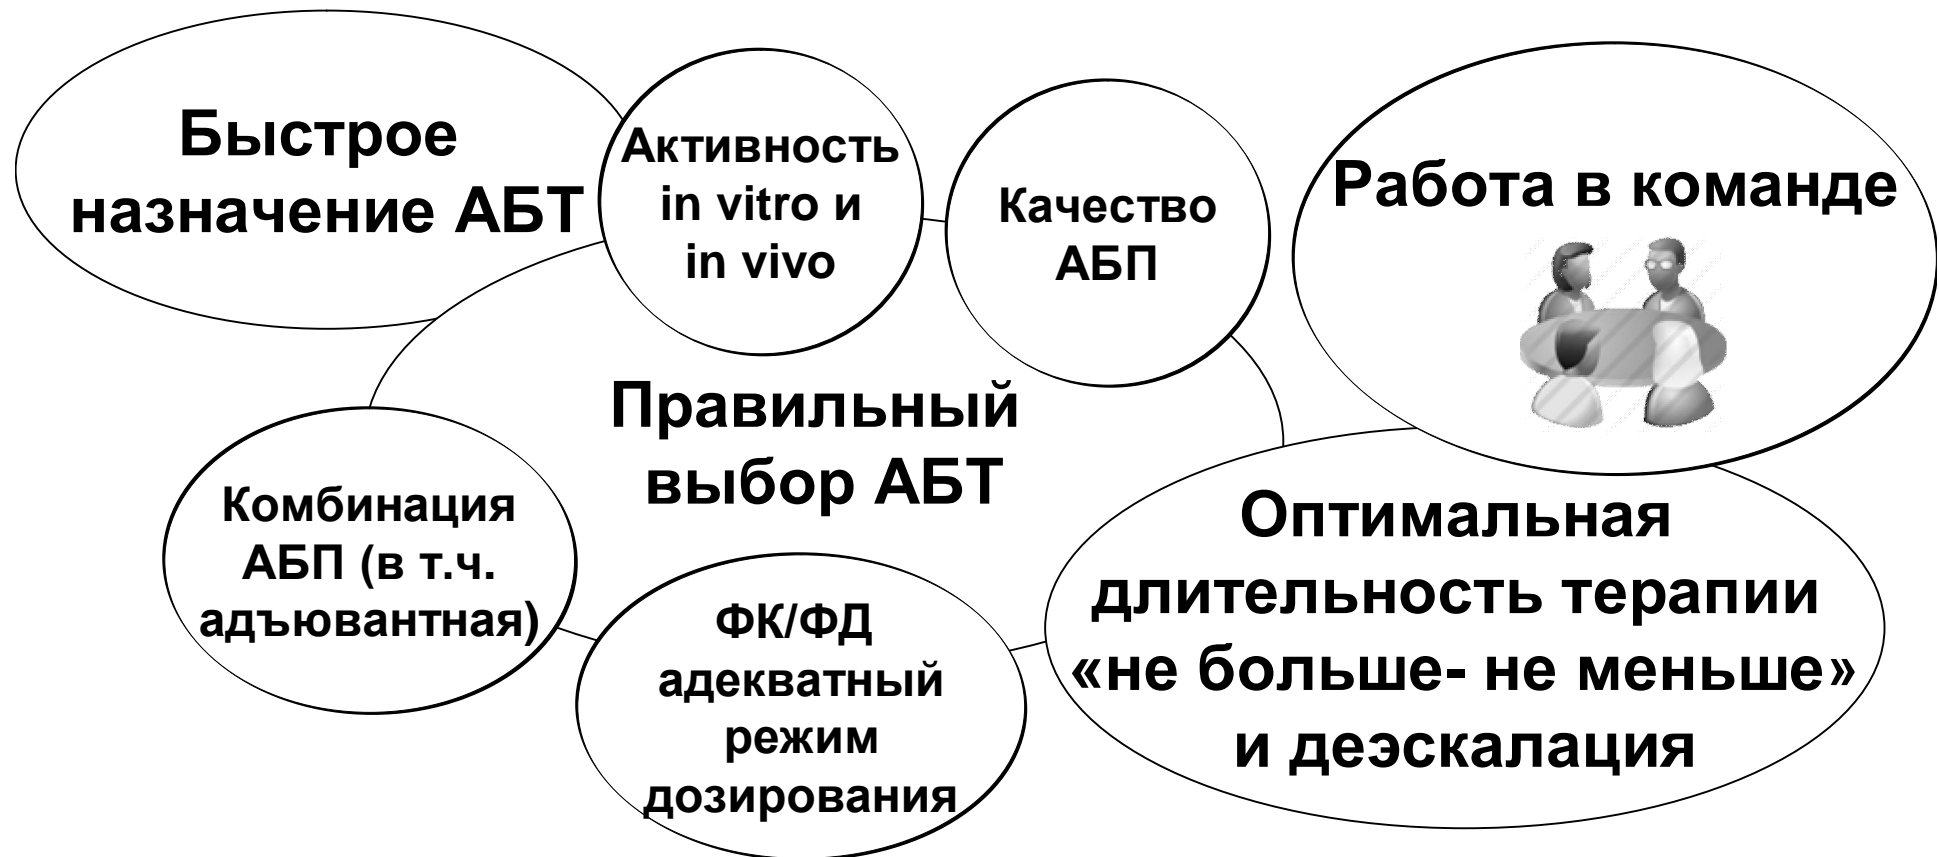 Быстрое
назначение АБТ
Активность
in vitro и
in vivo
Качество
АБП
Работа в команде
Правильный
выбор АБТ
Комбинация
АБП (в т.ч.
адъювантная)
ФК/ФД
адекватный
режим
дозирования
Оптимальная
длительность терапии
«не больше- не меньше»
и деэскалация